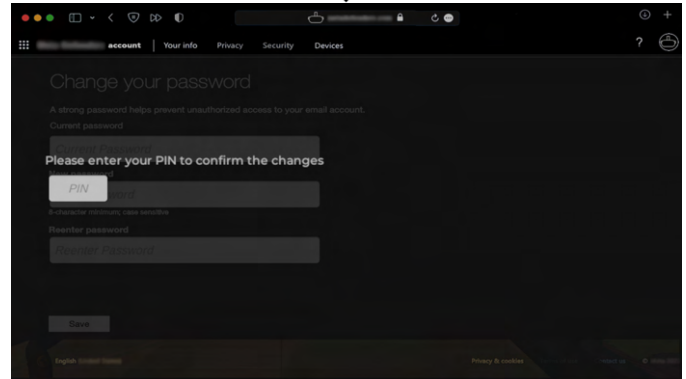 account | Your info Privacy Security Devices ?
Change your password
A strong password helps prevent unauthorized access to your email account.
Current password
Current Password
Please enter your PIN to confirm the changes
New password
PIN
8-character minimum; case sensitive
Reenter password
Reenter Password
Save
English
Privacy & cookies